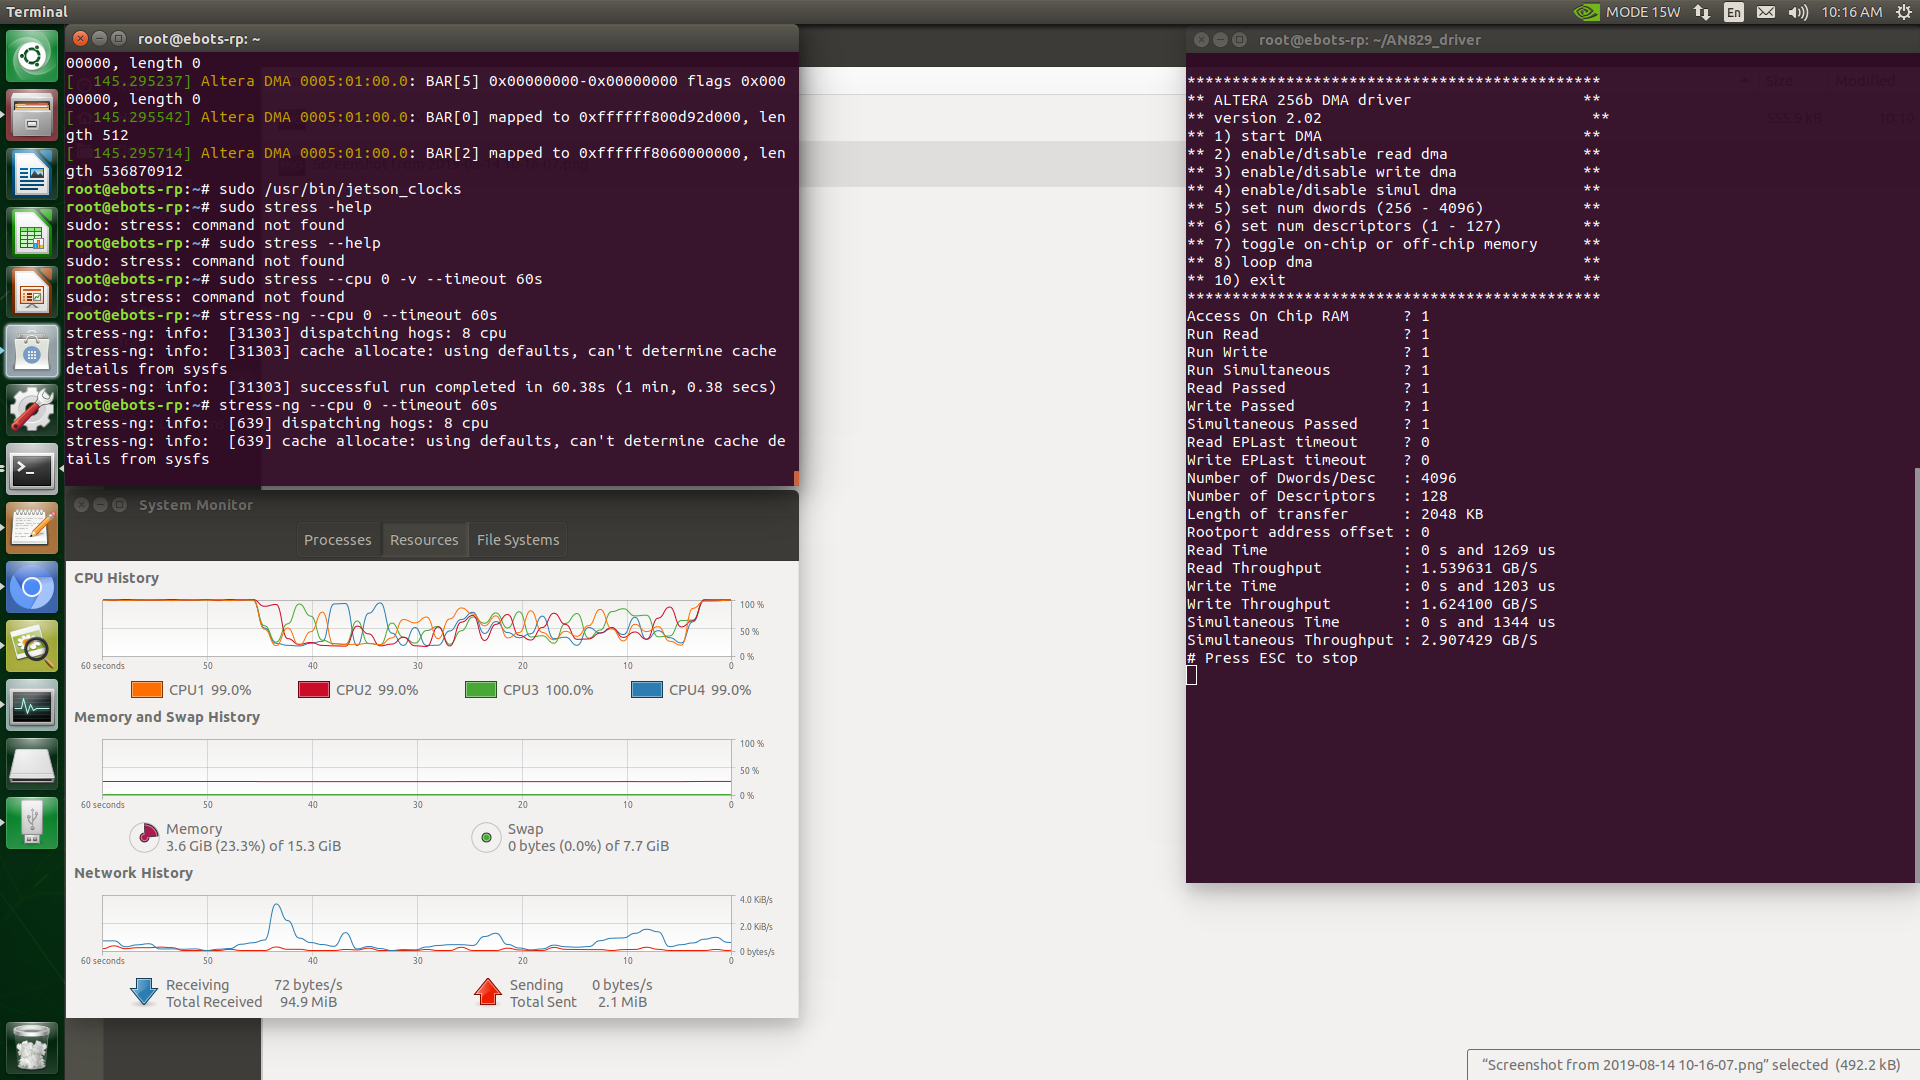 Terminal
MODE 15W
En
10:16 AM
root@ebots-rp: ~
00000, length 0
[  145.295237] Altera DMA 0005:01:00.0: BAR[5] 0x00000000-0x00000000 flags 0x000
00000, length 0
[  145.295542] Altera DMA 0005:01:00.0: BAR[0] mapped to 0xffffff800d92d000, len
gth 512
[  145.295714] Altera DMA 0005:01:00.0: BAR[2] mapped to 0xffffff8060000000, len
gth 536870912
root@ebots-rp:~# sudo /usr/bin/jetson_clocks
root@ebots-rp:~# sudo stress -help
sudo: stress: command not found
root@ebots-rp:~# sudo stress --help
sudo: stress: command not found
root@ebots-rp:~# sudo stress --cpu 0 -v --timeout 60s
sudo: stress: command not found
root@ebots-rp:~# stress-ng --cpu 0 --timeout 60s
stress-ng: info:  [31303] dispatching hogs: 8 cpu
stress-ng: info:  [31303] cache allocate: using defaults, can't determine cache
details from sysfs
stress-ng: info:  [31303] successful run completed in 60.38s (1 min, 0.38 secs)
root@ebots-rp:~# stress-ng --cpu 0 --timeout 60s
stress-ng: info:  [639] dispatching hogs: 8 cpu
stress-ng: info:  [639] cache allocate: using defaults, can't determine cache de
tails from sysfs
System Monitor
Processes Resources File Systems
CPU History
100 %
50 %
0 %
60 seconds 50 40 30 20 10 0
CPU1 99.0% CPU2 99.0% CPU3 100.0% CPU4 99.0%
Memory and Swap History
100 %
50 %
0 %
60 seconds 50 40 30 20 10 0
Memory
3.6 GiB (23.3%) of 15.3 GiB
Swap
0 bytes (0.0%) of 7.7 GiB
Network History
4.0 KiB/s
2.0 KiB/s
0 bytes/s
60 seconds 50 40 30 20 10 0
Receiving 72 bytes/s
Total Received 94.9 MiB
Sending 0 bytes/s
Total Sent 2.1 MiB
root@ebots-rp: ~/AN829_driver
Size Modified
**********************************************
** ALTERA 256b DMA driver                   **
** version 2.02                              **
** 1) start DMA                             **
** 2) enable/disable read dma               **
** 3) enable/disable write dma              **
** 4) enable/disable simul dma              **
** 5) set num dwords (256 - 4096)           **
** 6) set num descriptors (1 - 127)         **
** 7) toggle on-chip or off-chip memory     **
** 8) loop dma                              **
** 10) exit                                 **
**********************************************
Access On Chip RAM      ? 1
Run Read                ? 1
Run Write               ? 1
Run Simultaneous        ? 1
Read Passed             ? 1
Write Passed            ? 1
Simultaneous Passed     ? 1
Read EPLast timeout     ? 0
Write EPLast timeout    ? 0
Number of Dwords/Desc   : 4096
Number of Descriptors   : 128
Length of transfer      : 2048 KB
Rootport address offset : 0
Read Time               : 0 s and 1269 us
Read Throughput         : 1.539631 GB/S
Write Time              : 0 s and 1203 us
Write Throughput        : 1.624100 GB/S
Simultaneous Time       : 0 s and 1344 us
Simultaneous Throughput : 2.907429 GB/S
# Press ESC to stop
“Screenshot from 2019-08-14 10-16-07.png” selected  (492.2 kB)